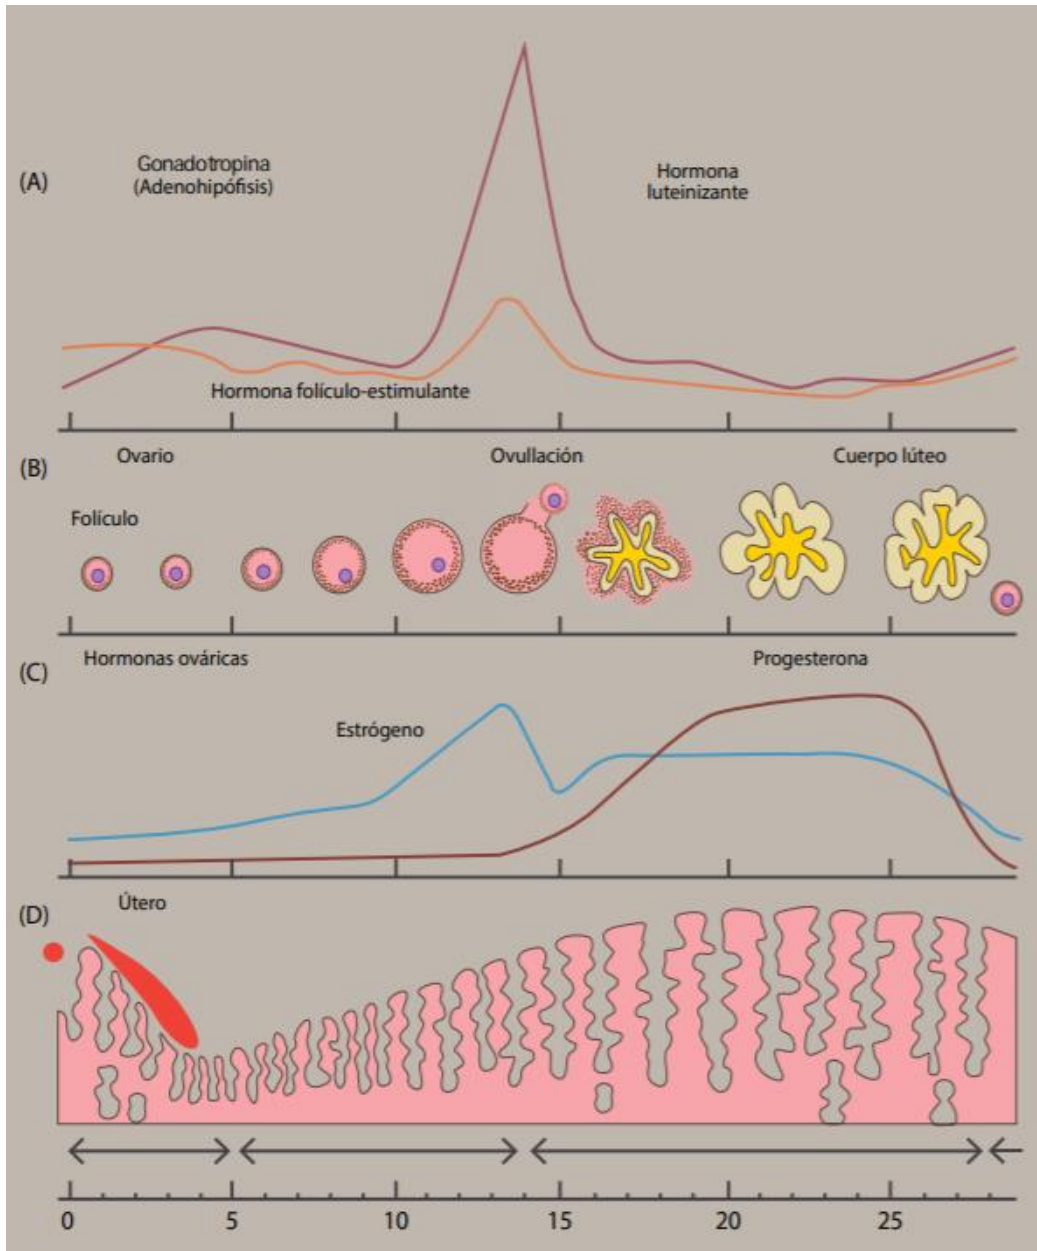 (A)
Gonadotropina
(Adenohipófisis)
Hormona
luteinizante
Hormona folículo-estimulante
(B)
Ovario
Ovullación
Cuerpo lúteo
Folículo
(C)
Hormonas ováricas
Progesterona
Estrógeno
(D)
Útero
0 5 10 15 20 25